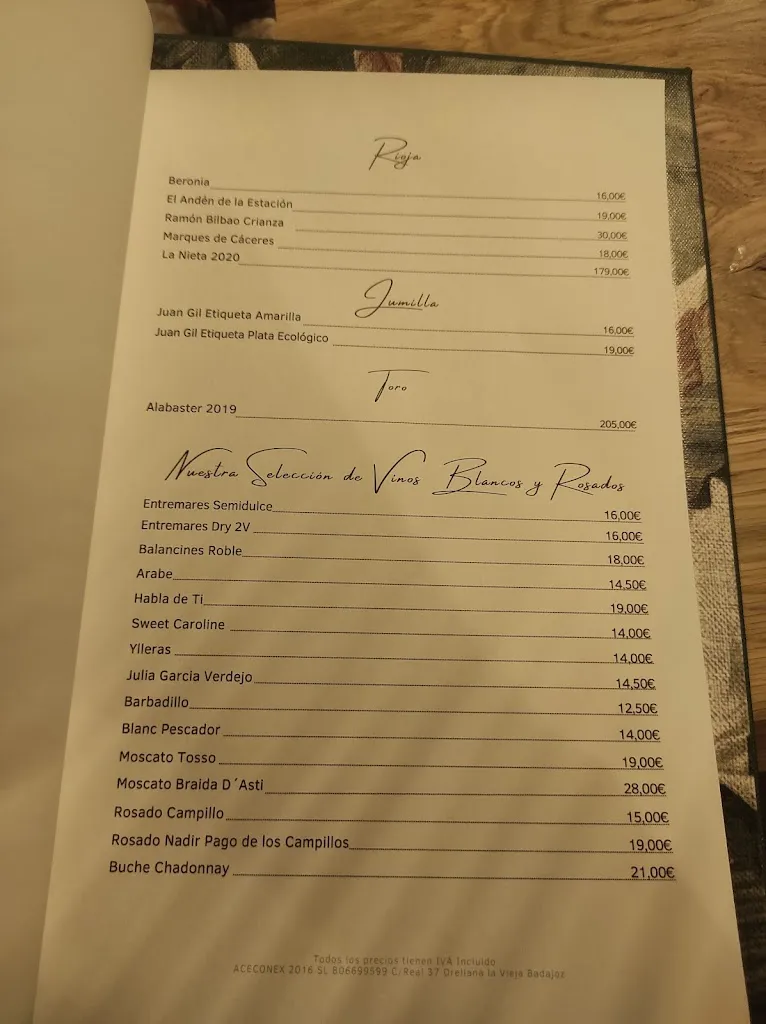 Rioja
Beronia 16,00€
El Andén de la Estación 19,00€
Ramón Bilbao Crianza 30,00€
Marques de Cáceres 18,00€
La Nieta 2020 179,00€
Jumilla
Juan Gil Etiqueta Amarilla 16,00€
Juan Gil Etiqueta Plata Ecológico 19,00€
Toro
Alabaster 2019 205,00€
Nuestra Selección de Vinos Blancos y Rosados
Entremares Semidulce 16,00€
Entremares Dry 2V 16,00€
Balancines Roble 18,00€
Arabe 14,50€
Habla de Ti 19,00€
Sweet Caroline 14,00€
Ylleras 14,00€
Julia Garcia Verdejo 14,50€
Barbadillo 12,50€
Blanc Pescador 14,00€
Moscato Tosso 19,00€
Moscato Braida D´Asti 28,00€
Rosado Campillo 15,00€
Rosado Nadir Pago de los Campillos 19,00€
Buche Chadonnay 21,00€
Todos los precios tienen IVA Incluido
ACECONEX 2016 SL B06699599 C/Real 37 Orellana la Vieja Badajoz